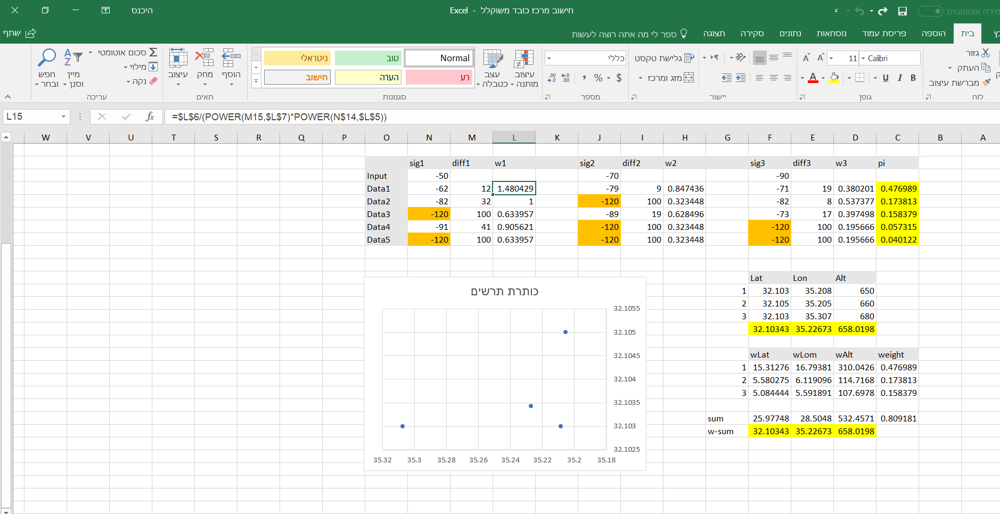 היכנס
חישוב מרכז כובד משוקלל - Excel
שמירה אוטומטית
שתף
ספר לי מה אתה רוצה לעשות
תצוגה
סקירה
נתונים
נוסחאות
פריסת עמוד
הוספה
בית
גזור
העתק
מברשת עיצוב
לוח
Calibri
11
B I U
גופן
גלישת טקסט
מזג ומרכז
יישור
כללי
$ %
מספר
עיצוב מותנה
עצב כטבלה
Normal
טוב
ניטראלי
רע
הערה
חישוב
סגנונות
הוסף
מחק
עיצוב
תאים
סכום אוטומטי
מילוי
נקה
מיין וסנן
חפש ובחר
עריכה
L15
fx
=$L$6/(POWER(M15,$L$7)*POWER(N$14,$L$5))
W V U T S R Q P O N M L K J I H G F E D C B A
sig1 diff1 w1 sig2 diff2 w2 sig3 diff3 w3 pi
Input -50 -70 -90
Data1 -62 12 1.480429 -79 9 0.847436 -71 19 0.380201 0.476989
Data2 -82 32 1 -120 100 0.323448 -82 8 0.537377 0.173813
Data3 -120 100 0.633957 -89 19 0.628496 -73 17 0.397498 0.158379
Data4 -91 41 0.905621 -120 100 0.323448 -120 100 0.195666 0.057315
Data5 -120 100 0.633957 -120 100 0.323448 -120 100 0.195666 0.040122
Lat Lon Alt
1 32.103 35.208 650
2 32.105 35.205 660
3 32.103 35.307 680
32.10343 35.22673 658.0198
wLat wLom wAlt weight
1 15.31276 16.79381 310.0426 0.476989
2 5.580275 6.119096 114.7168 0.173813
3 5.084444 5.591891 107.6978 0.158379
sum 25.97748 28.5048 532.4571 0.809181
w-sum 32.10343 35.22673 658.0198
כותרת תרשים
32.1055
32.105
32.1045
32.104
32.1035
32.103
32.1025
35.32 35.3 35.28 35.26 35.24 35.22 35.2 35.18